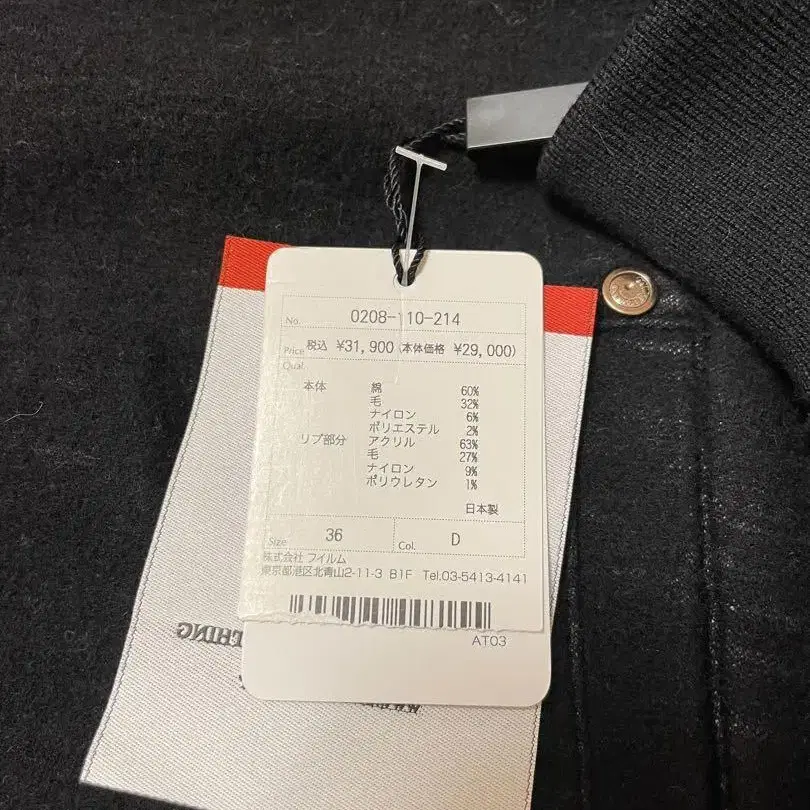 No. 0208-110-214
Price 税込 ¥31,900 (本体価格 ¥29,000)
Qual.
本体 綿 60%
毛 32%
ナイロン 6%
ポリエステル 2%
リブ部分 アクリル 63%
毛 27%
ナイロン 9%
ポリウレタン 1%
日本製
Size 36 Col. D
株式会社 フイルム
東京都港区北青山2-11-3 B1F Tel.03-5413-4141
AT03